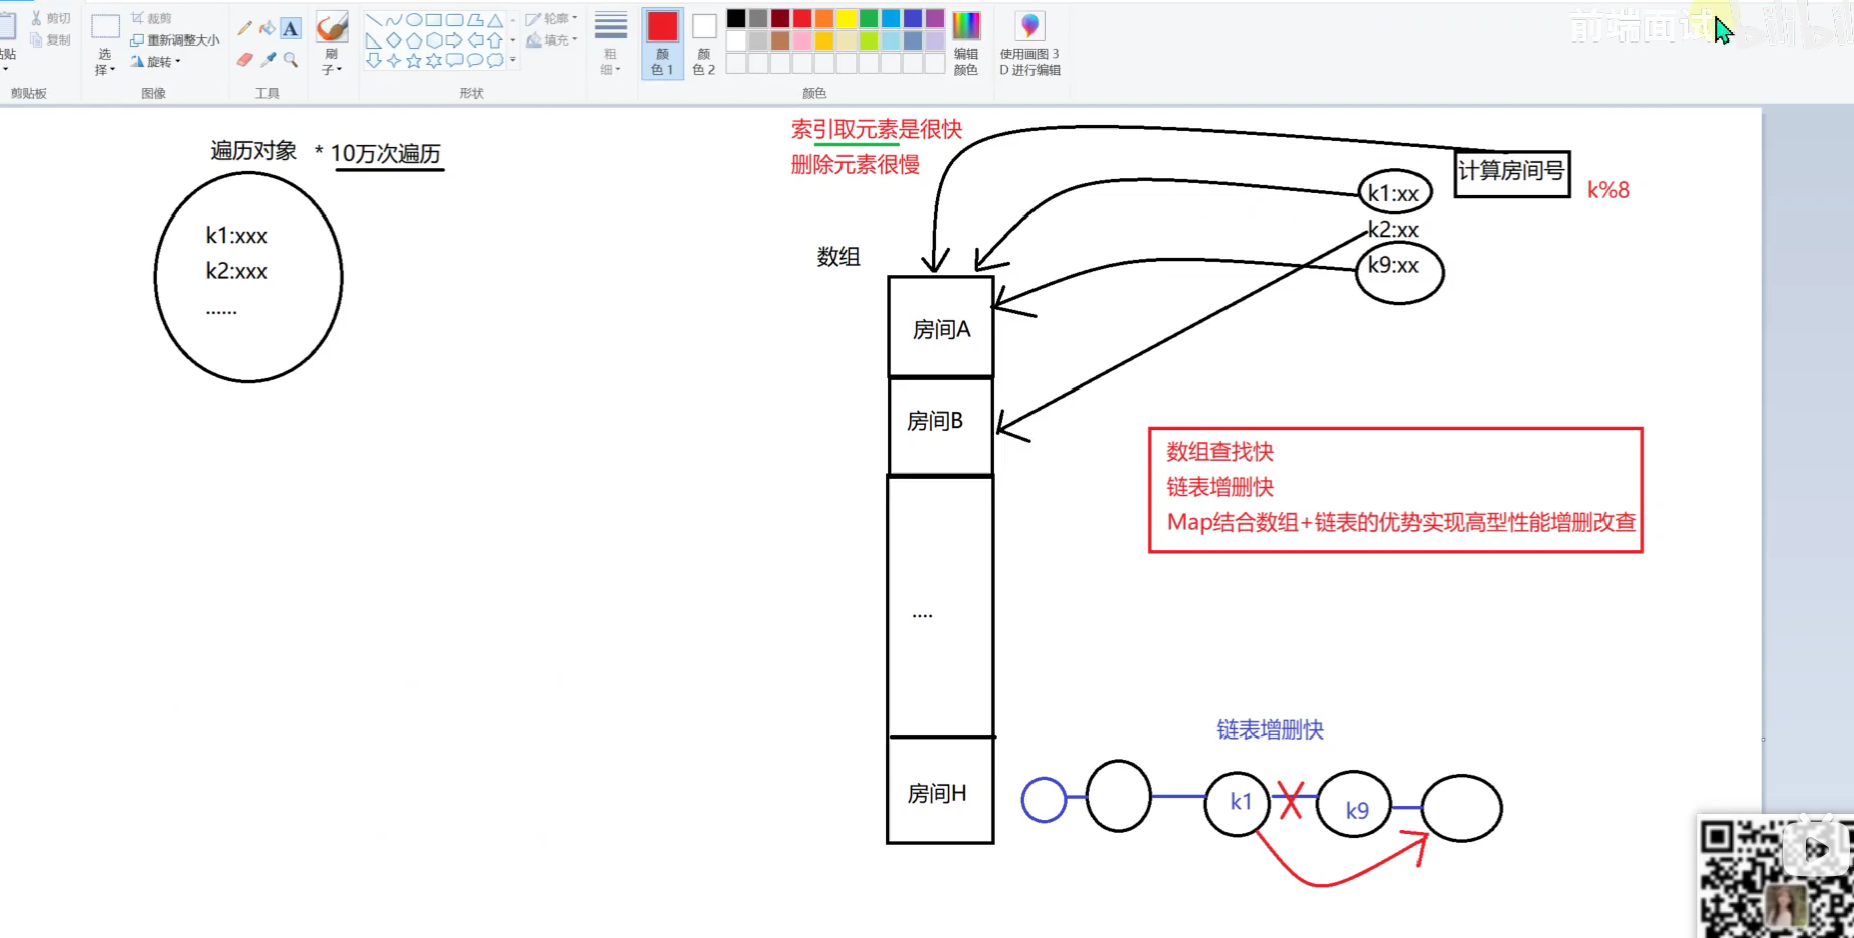 剪切
复制
剪贴板
选
择
裁剪
重新调整大小
旋转
图像
A
工具
刷
子
轮廓
填充
形状
粗
细
颜
色 1
颜
色 2
编辑
颜色
颜色
使用画图 3
D 进行编辑
前端面试
遍历对象 * 10万次遍历
k1:xxx
k2:xxx
......
索引取元素是很快
删除元素很慢
计算房间号
k%8
k1:xx
k2:xx
k9:xx
数组
房间A
房间B
....
房间H
数组查找快
链表增删快
Map结合数组+链表的优势实现高型性能增删改查
链表增删快
k1
k9